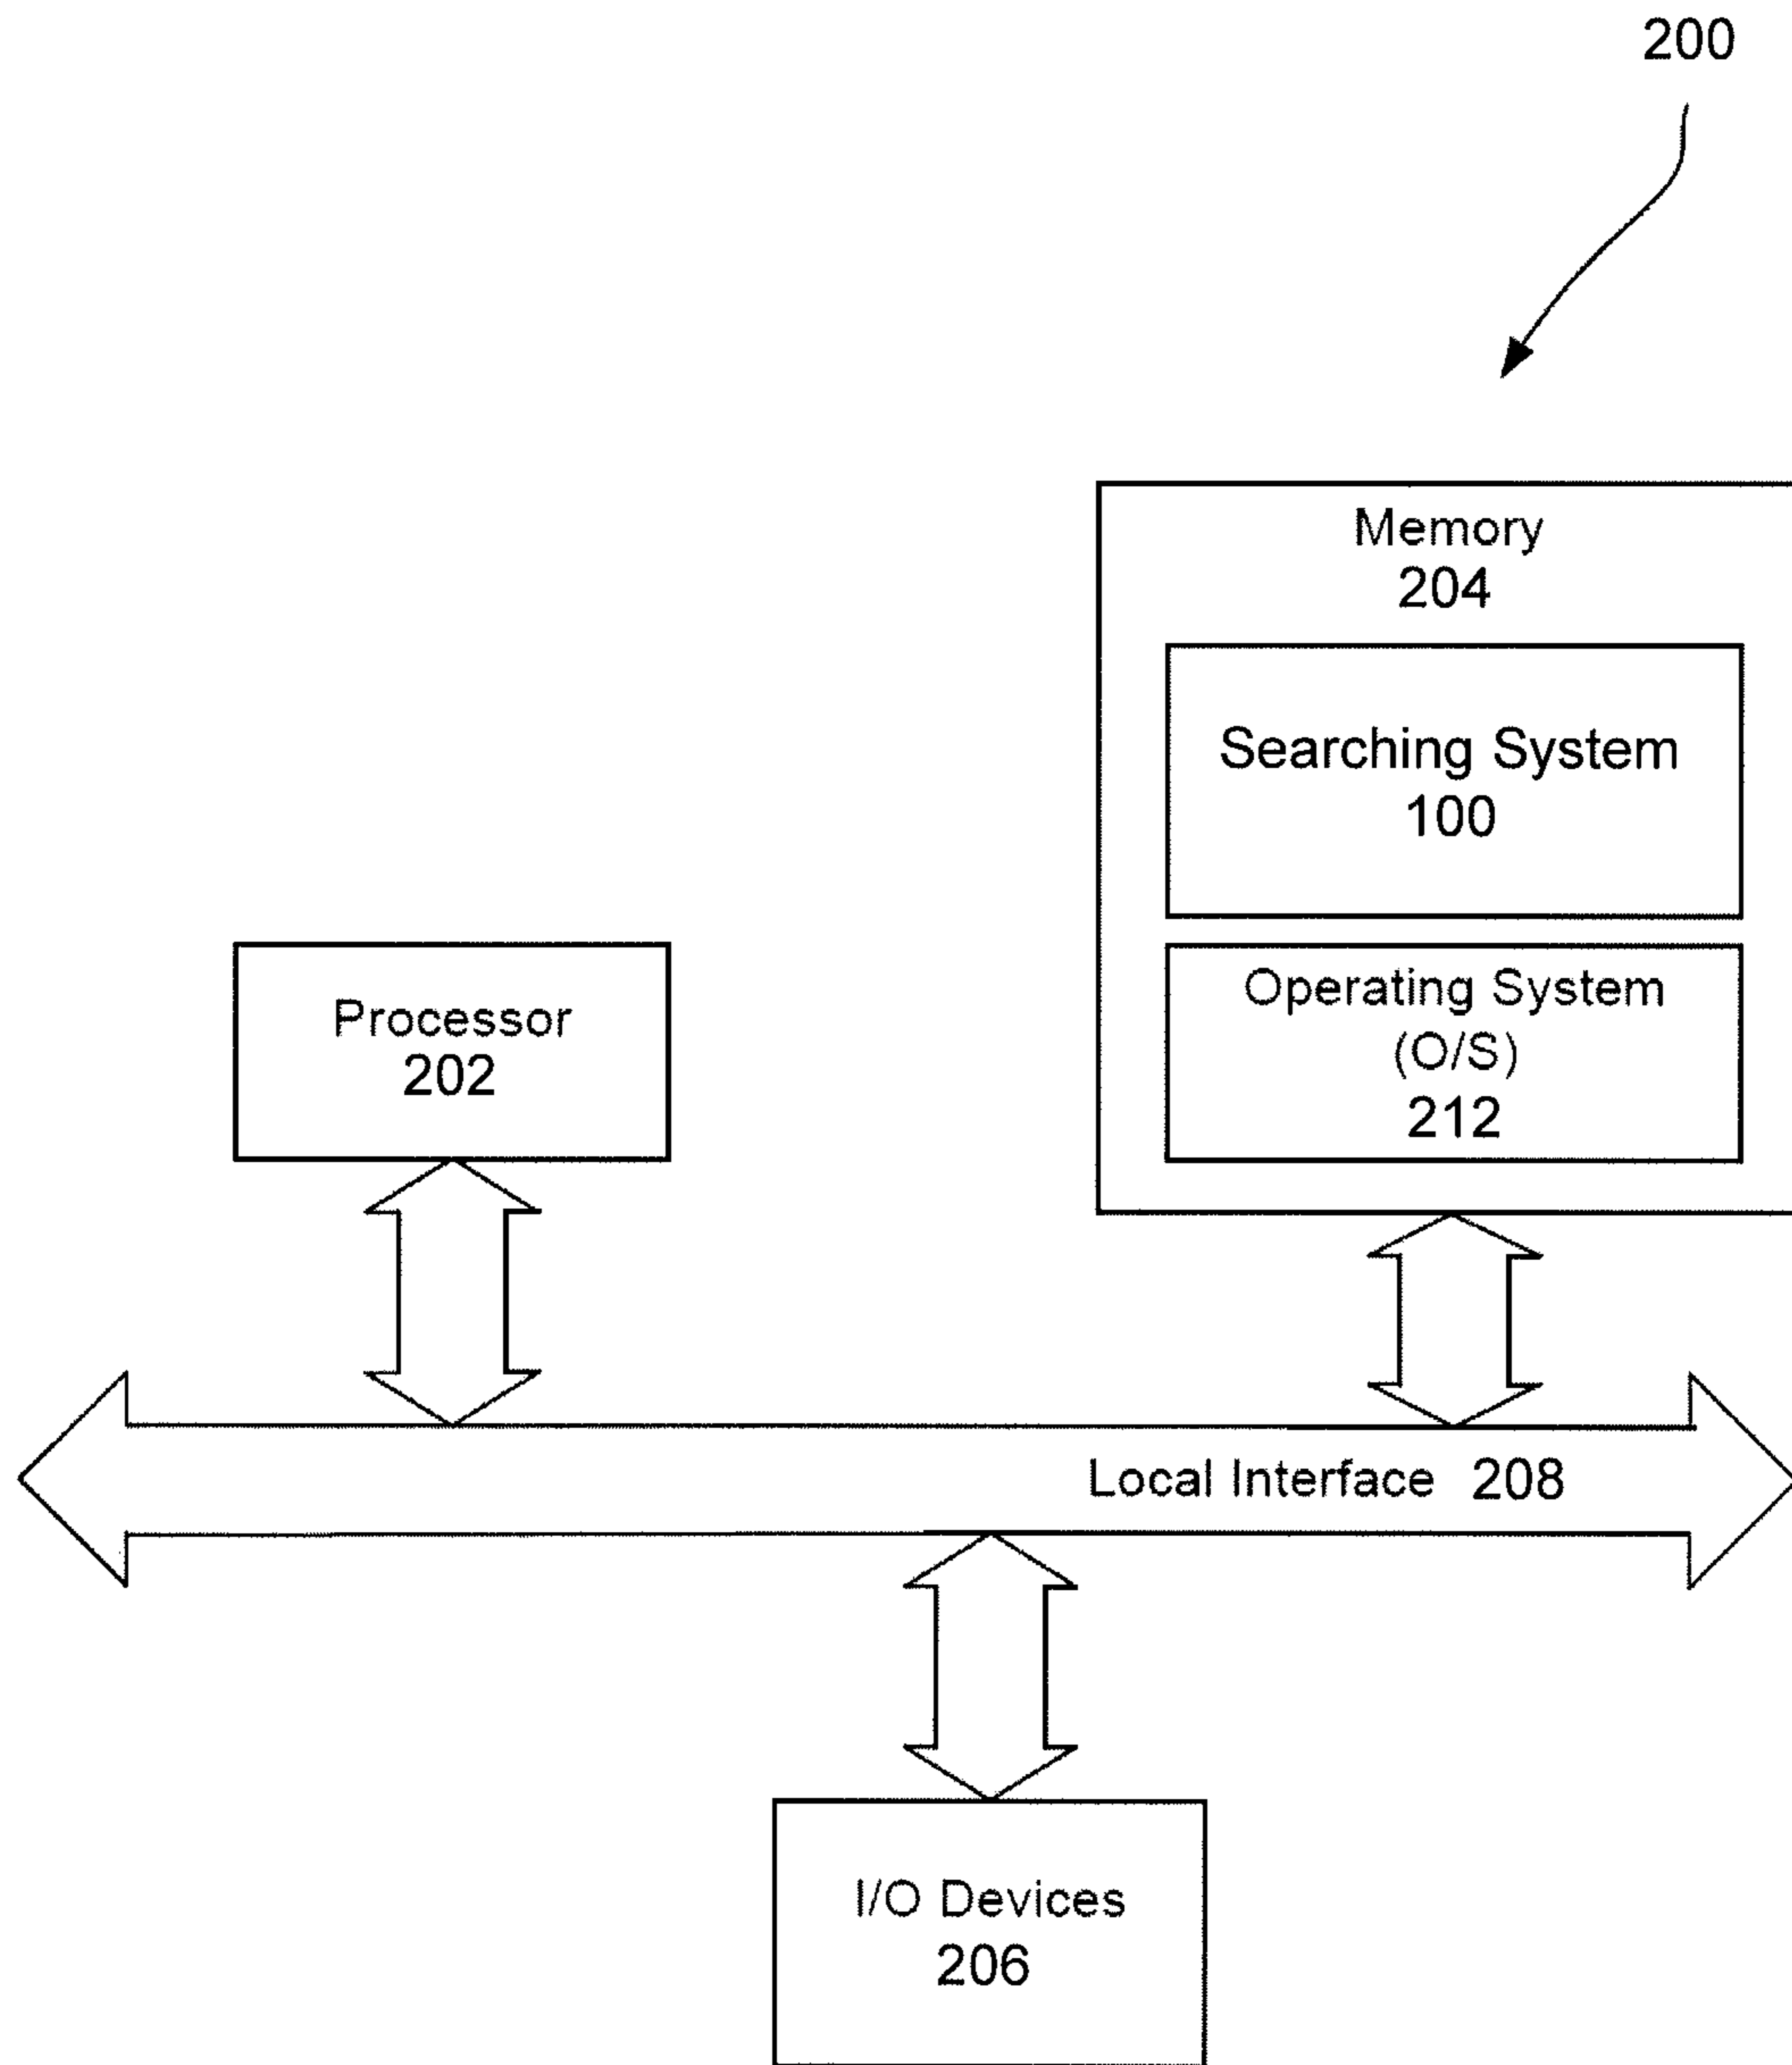 200
Memory
204
Searching System
100
Operating System
(O/S)
212
Processor
202
Local Interface 208
I/O Devices
206